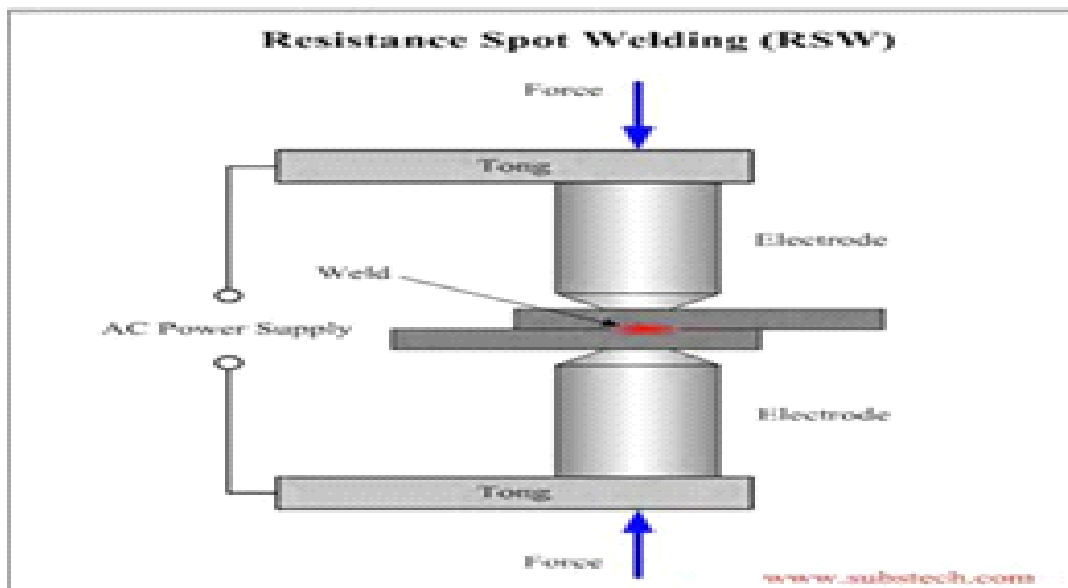 Resistance Spot Welding (RSW)
Force
Tong
Electrode
Weld
AC Power Supply
Electrode
Tong
Force
www.substech.com